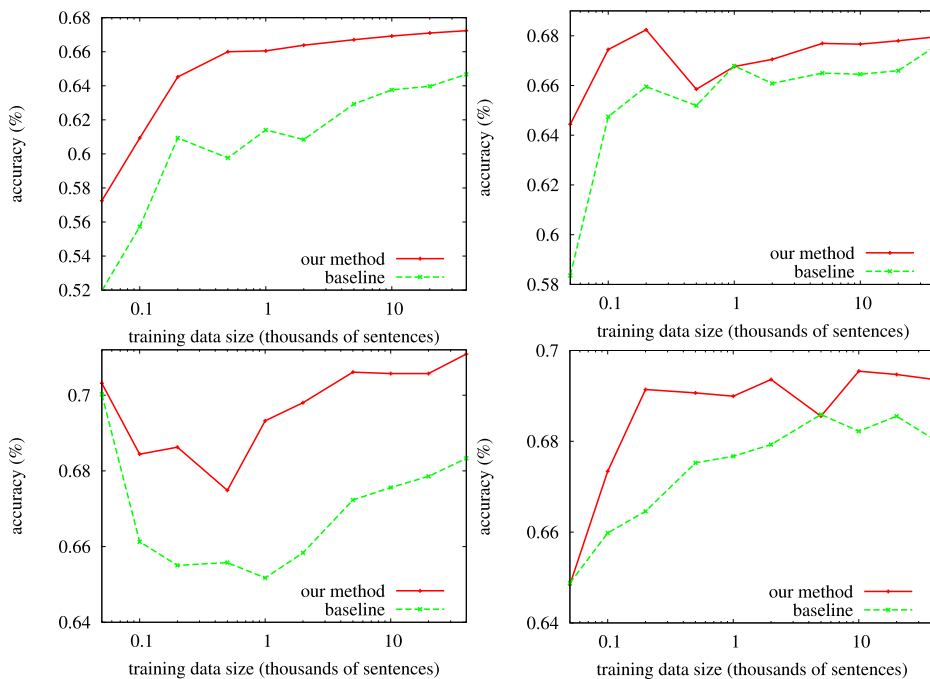 0.68
0.66
0.64
0.62
0.6
0.58
0.56
0.54
0.52
accuracy (%)
our method
baseline
0.1
1
10
training data size (thousands of sentences)
0.68
0.66
0.64
0.62
0.6
0.58
accuracy (%)
our method
baseline
0.1
1
10
training data size (thousands of sentences)
0.7
0.68
0.66
0.64
accuracy (%)
our method
baseline
0.1
1
10
training data size (thousands of sentences)
0.7
0.68
0.66
0.64
accuracy (%)
our method
baseline
0.1
1
10
training data size (thousands of sentences)